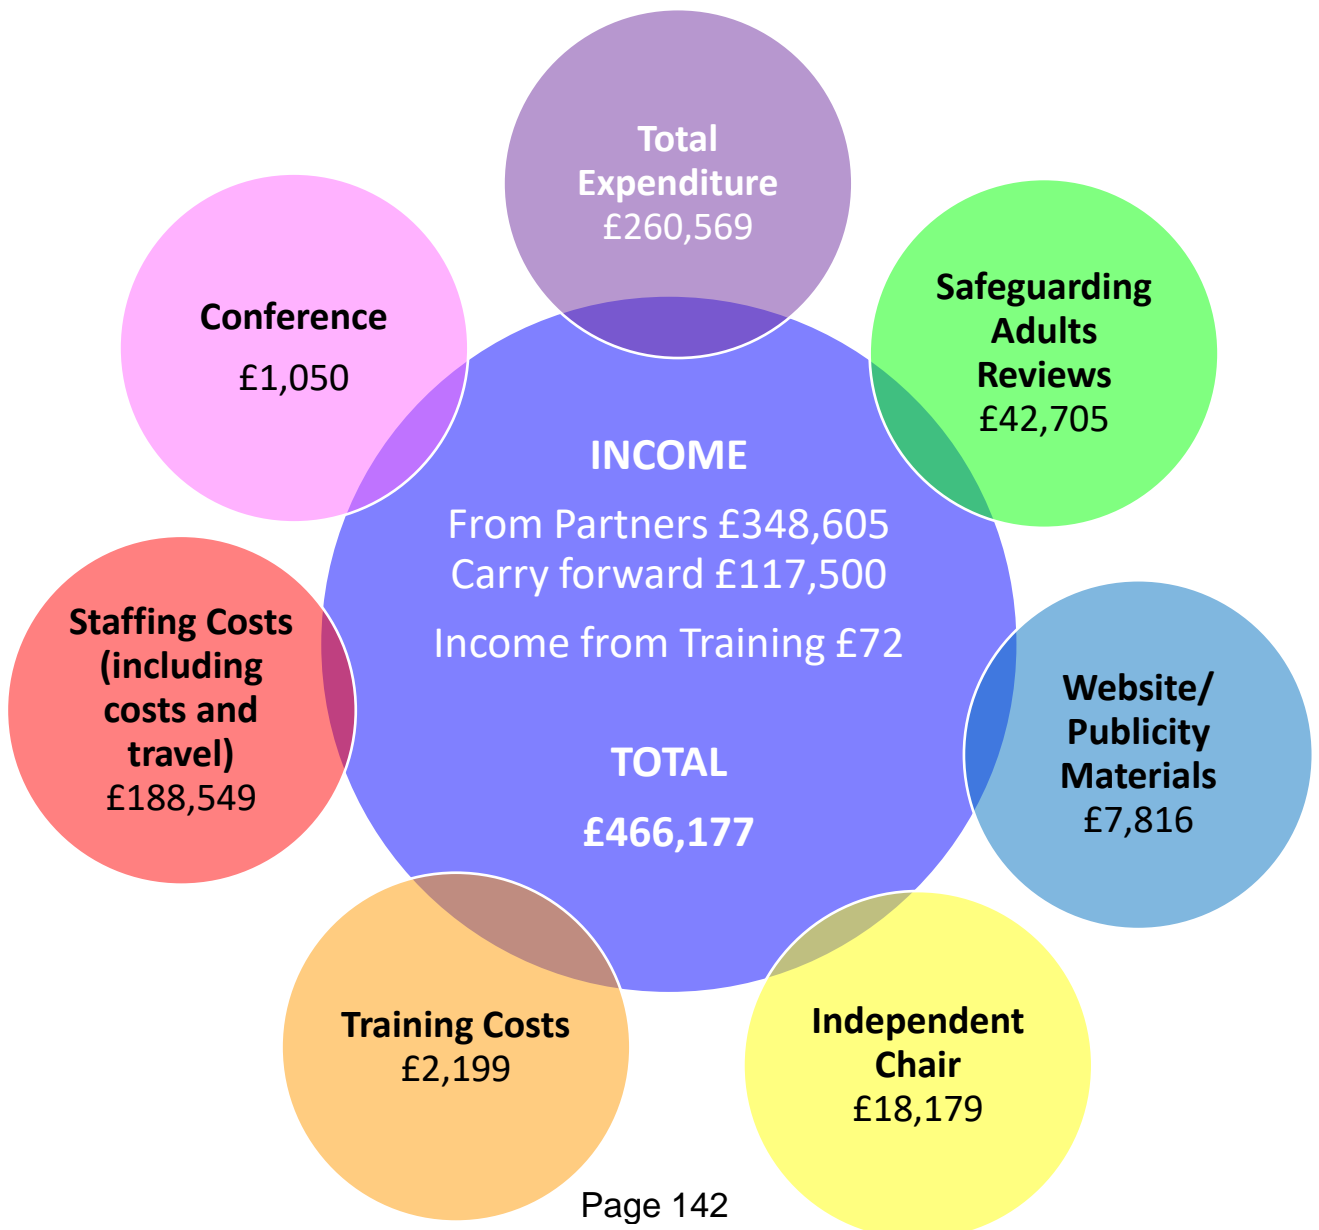 Total
Expenditure
£260,569
Safeguarding
Adults
Reviews
£42,705
Website/
Publicity
Materials
£7,816
Independent
Chair
£18,179
Training Costs
£2,199
Staffing Costs
(including
costs and
travel)
£188,549
Conference
£1,050
INCOME
From Partners £348,605
Carry forward £117,500
Income from Training £72
TOTAL
£466,177
Page 142